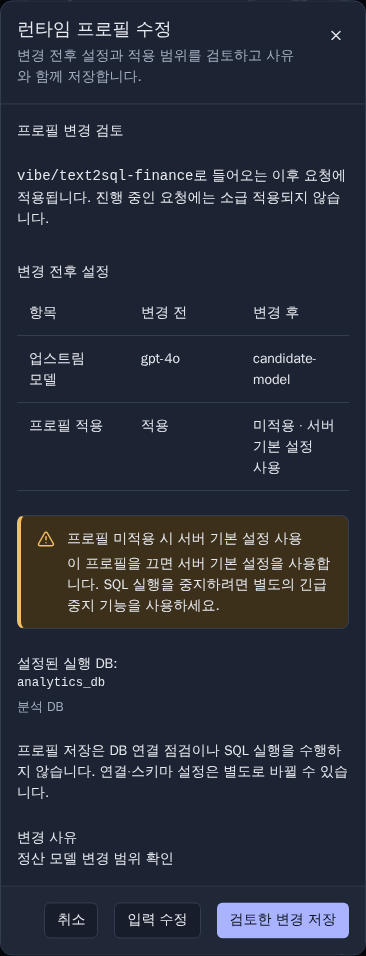 런타임 프로필 수정
변경 전후 설정과 적용 범위를 검토하고 사유
와 함께 저장합니다.
프로필 변경 검토
vibe/text2sql-finance로 들어오는 이후 요청에
적용됩니다. 진행 중인 요청에는 소급 적용되지 않습
니다.
변경 전후 설정
항목 변경 전 변경 후
업스트림 모델 gpt-4o candidate-model
프로필 적용 적용 미적용 · 서버 기본 설정 사용
프로필 미적용 시 서버 기본 설정 사용
이 프로필을 끄면 서버 기본 설정을 사용합
니다. SQL 실행을 중지하려면 별도의 긴급
중지 기능을 사용하세요.
설정된 실행 DB:
analytics_db
분석 DB
프로필 저장은 DB 연결 점검이나 SQL 실행을 수행하
지 않습니다. 연결·스키마 설정은 별도로 바뀔 수 있습
니다.
변경 사유
정산 모델 변경 범위 확인
취소 입력 수정 검토한 변경 저장